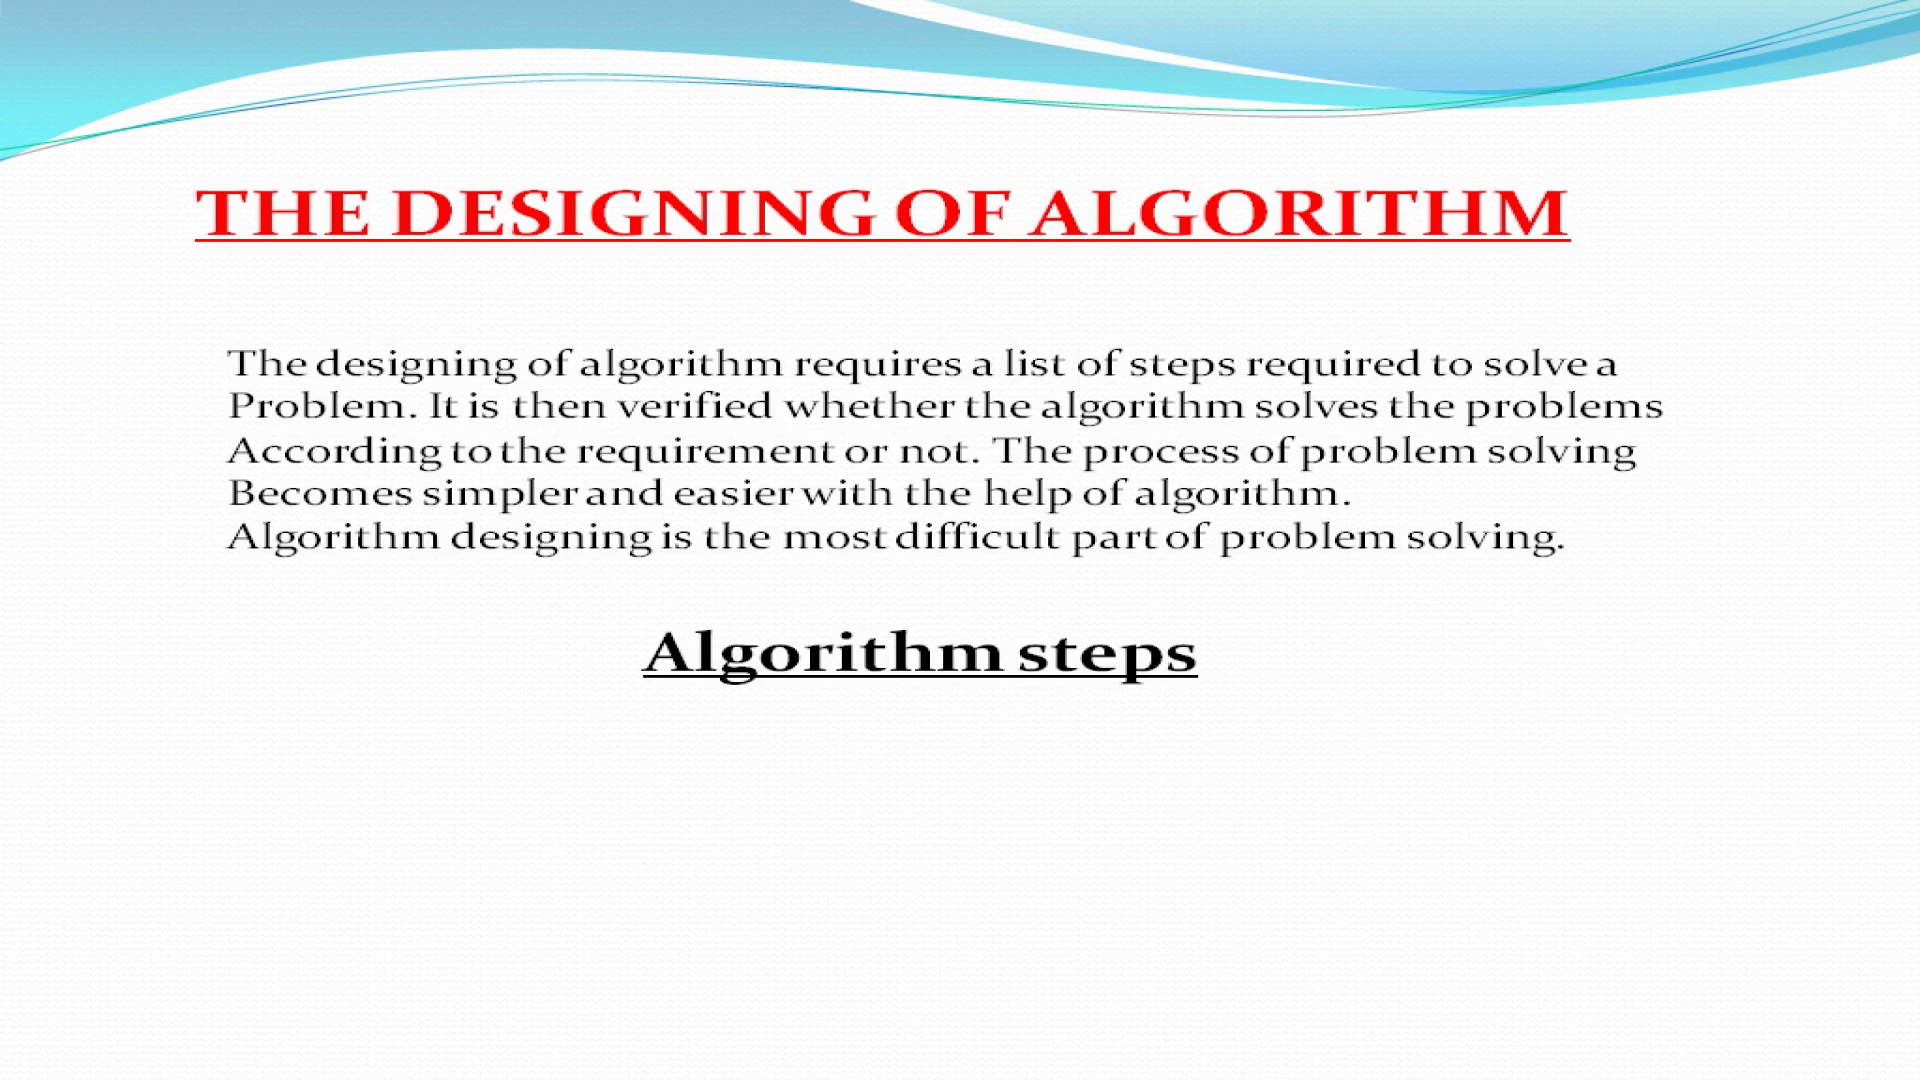 THE DESIGNING OF ALGORITHM
The designing of algorithm requires a list of steps required to solve a
Problem. It is then verified whether the algorithm solves the problems
According to the requirement or not. The process of problem solving
Becomes simpler and easier with the help of algorithm.
Algorithm designing is the most difficult part of problem solving.
Algorithm steps